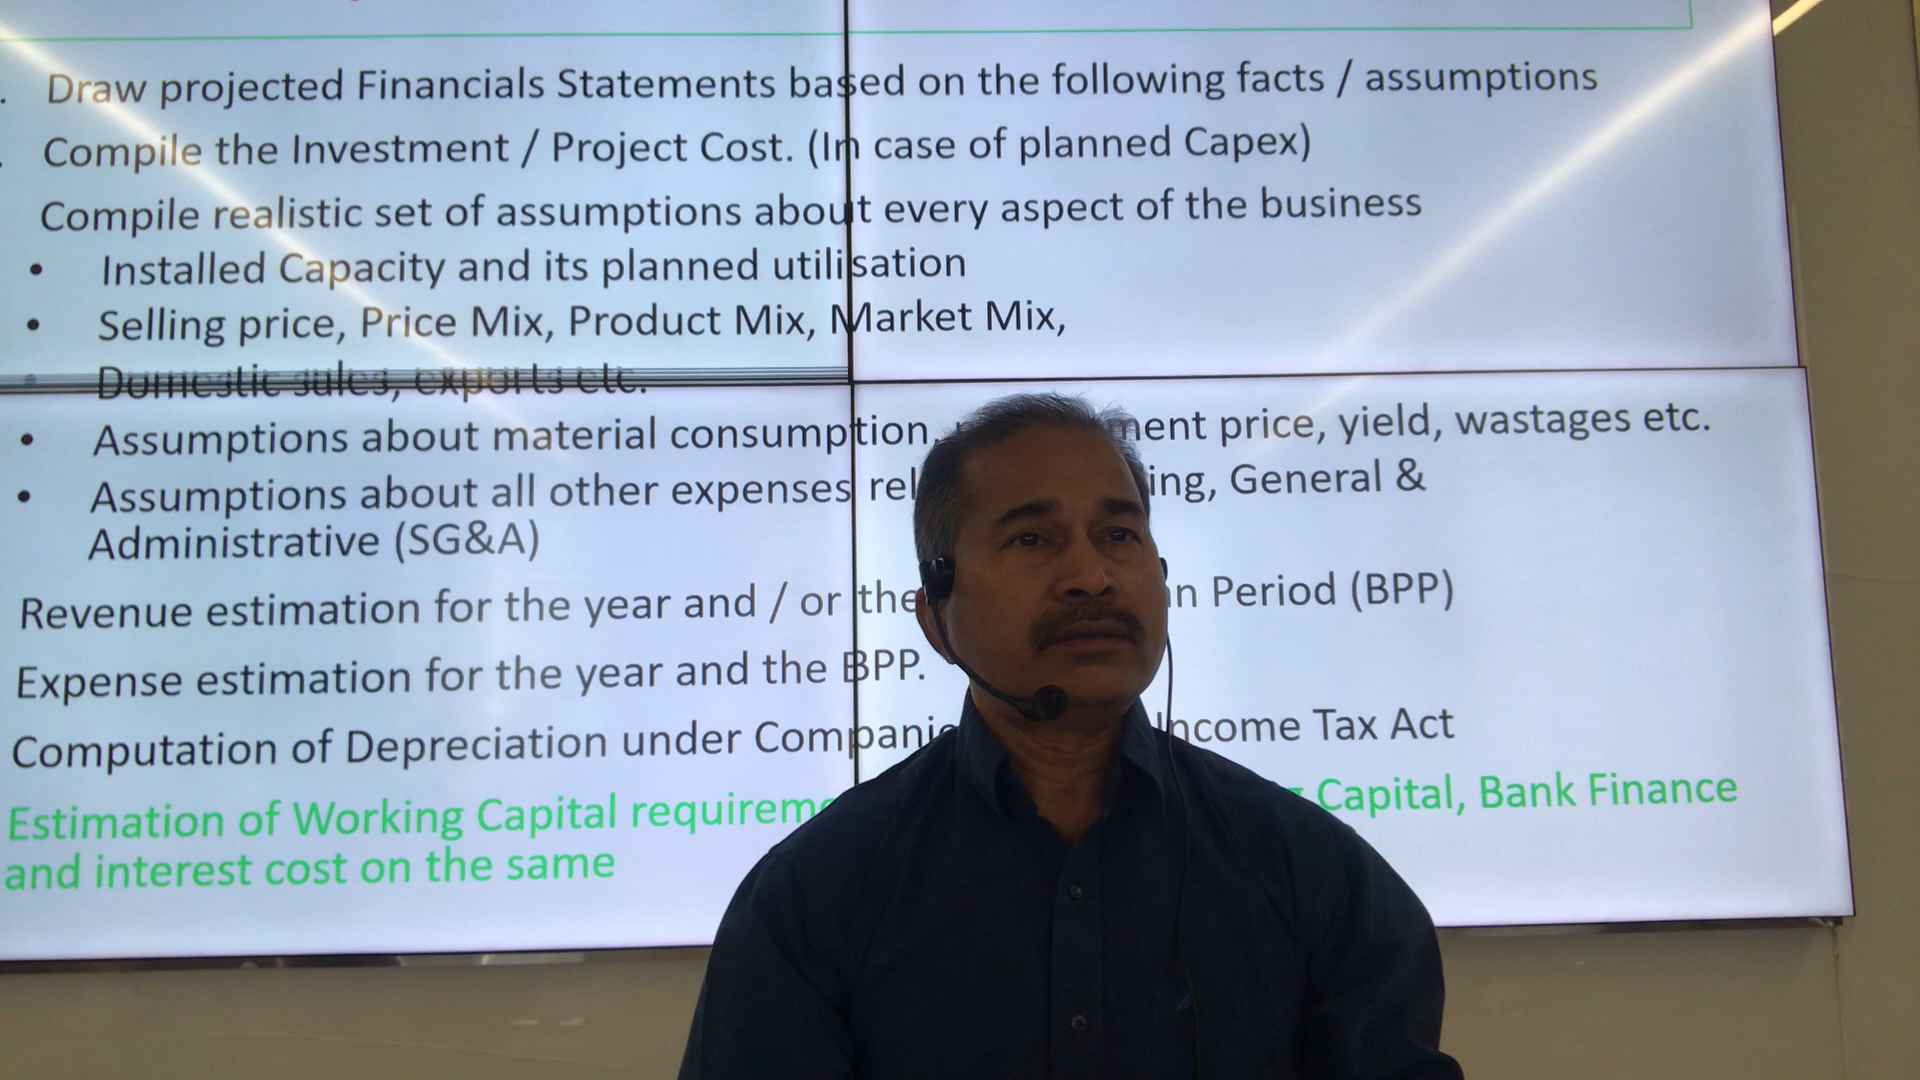 . Draw projected Financials Statements based on the following facts / assumptions
. Compile the Investment / Project Cost. (In case of planned Capex)
Compile realistic set of assumptions about every aspect of the business
• Installed Capacity and its planned utilisation
• Selling price, Price Mix, Product Mix, Market Mix,
• Domestic sales, exports etc.
• Assumptions about material consumption, price, yield, wastages etc.
• Assumptions about all other expenses General &
Administrative (SG&A)
Revenue estimation for the year and / or the Period (BPP)
Expense estimation for the year and the BPP.
Computation of Depreciation under Income Tax Act
Estimation of Working Capital Capital, Bank Finance
and interest cost on the same